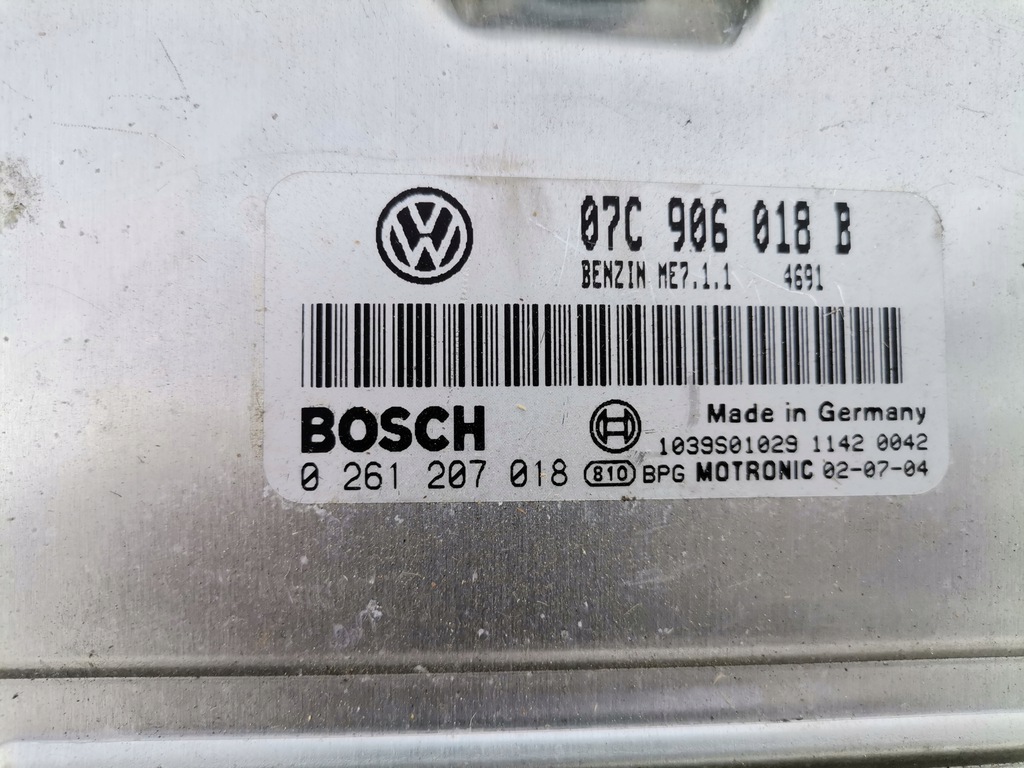 07C 906 018 B
BENZIN ME7.1.1 4691
BOSCH
Made in Germany
1039S01029 1142 0042
0 261 207 018 810 BPG MOTRONIC 02-07-04